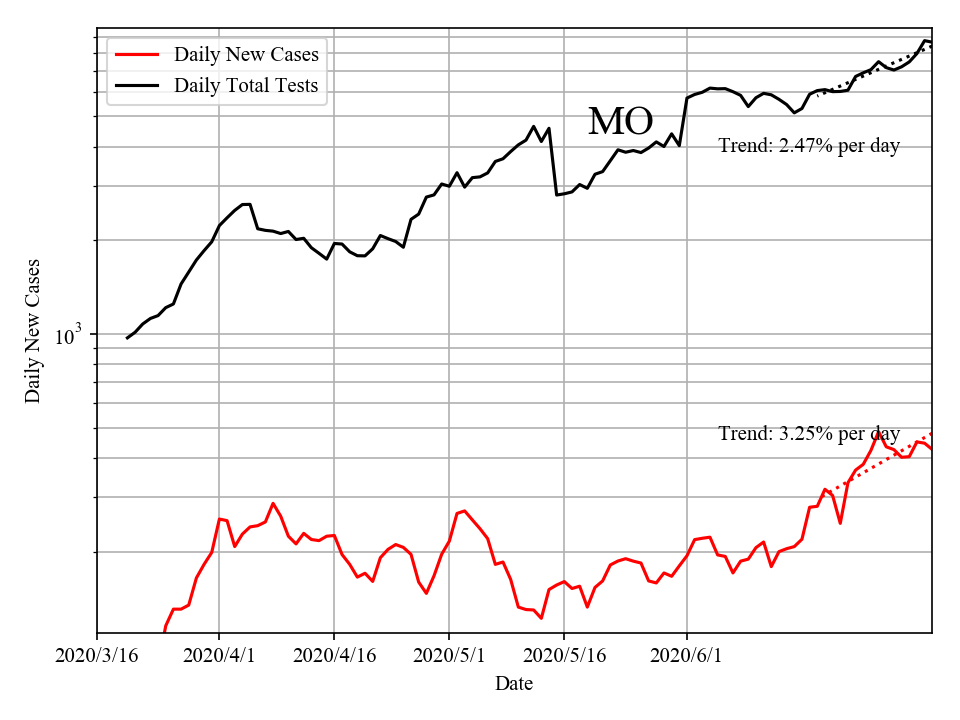 Daily New Cases
Daily Total Tests
MO
Trend: 2.47% per day
Trend: 3.25% per day
Daily New Cases
10³
2020/3/16 2020/4/1 2020/4/16 2020/5/1 2020/5/16 2020/6/1
Date